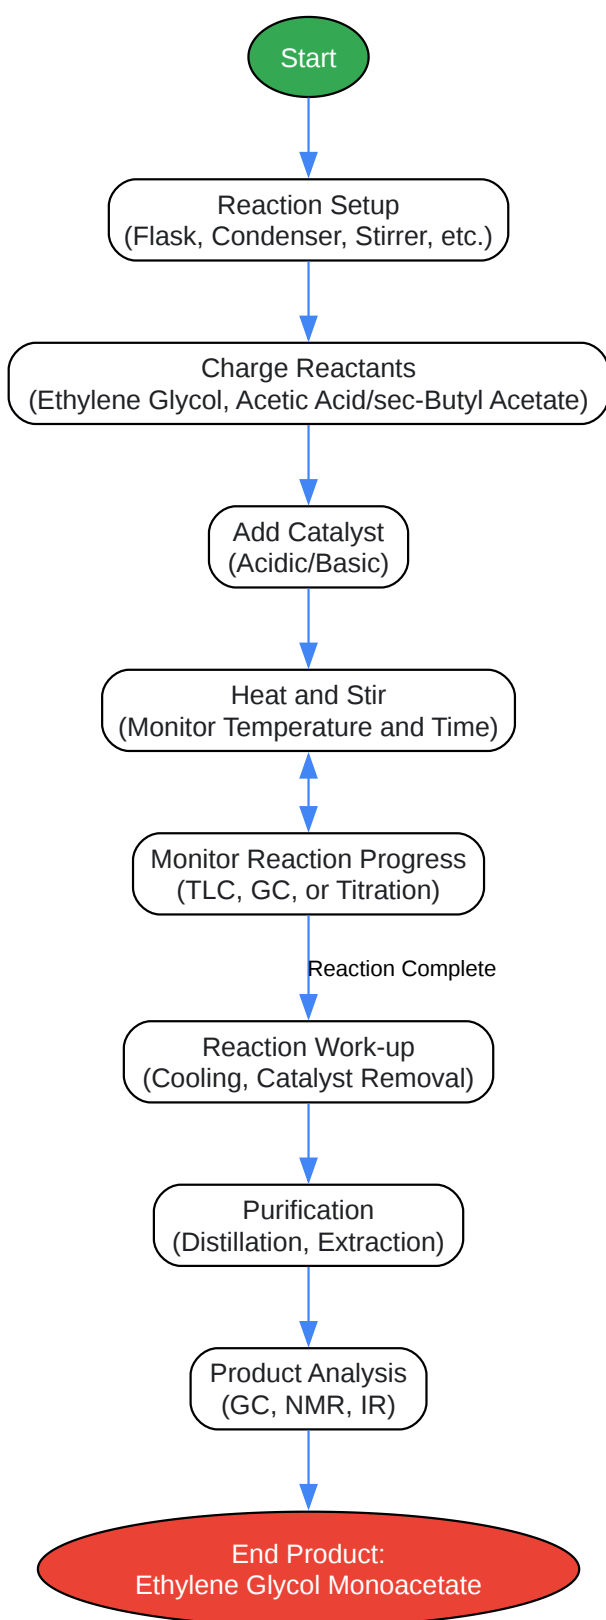 Start
Reaction Setup
(Flask, Condenser, Stirrer, etc.)
Charge Reactants
(Ethylene Glycol, Acetic Acid/sec-Butyl Acetate)
Add Catalyst
(Acidic/Basic)
Heat and Stir
(Monitor Temperature and Time)
Monitor Reaction Progress
(TLC, GC, or Titration)
Reaction Complete
Reaction Work-up
(Cooling, Catalyst Removal)
Purification
(Distillation, Extraction)
Product Analysis
(GC, NMR, IR)
End Product:
Ethylene Glycol Monoacetate